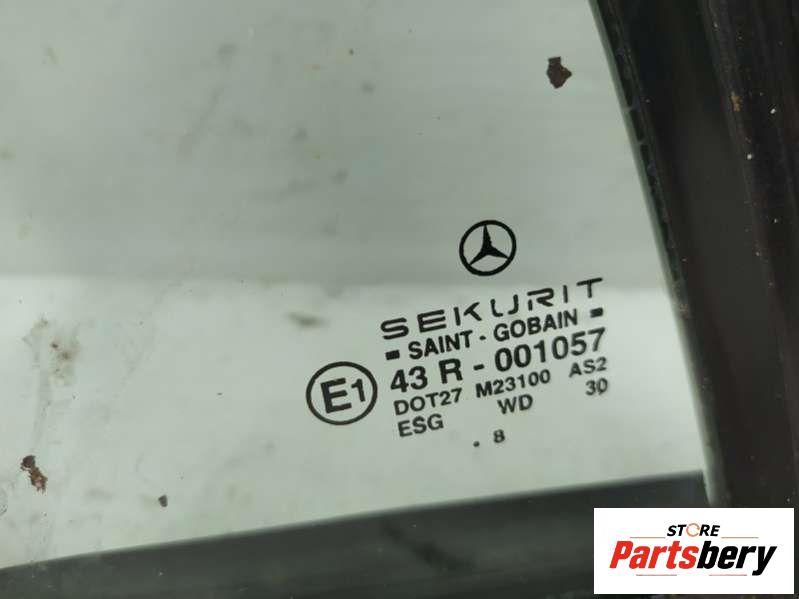 SEKURIT
SAINT - GOBAIN
E1
43 R - 001057
DOT27 M23100 AS2
ESG WD 30
. 8
STORE
Partsbery